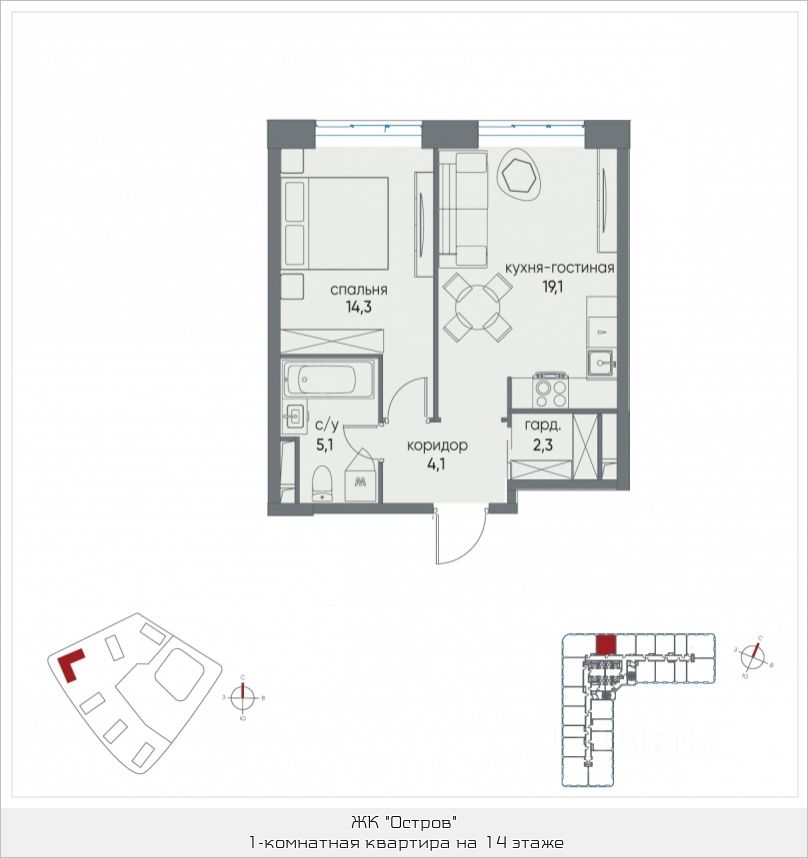 спальня
14,3
кухня-гостиная
19,1
с/у
5,1
коридор
4,1
гард.
2,3
W
С
З
В
Ю
С
З
В
Ю
ЖК "Остров"
1-комнатная квартира на 14 этаже